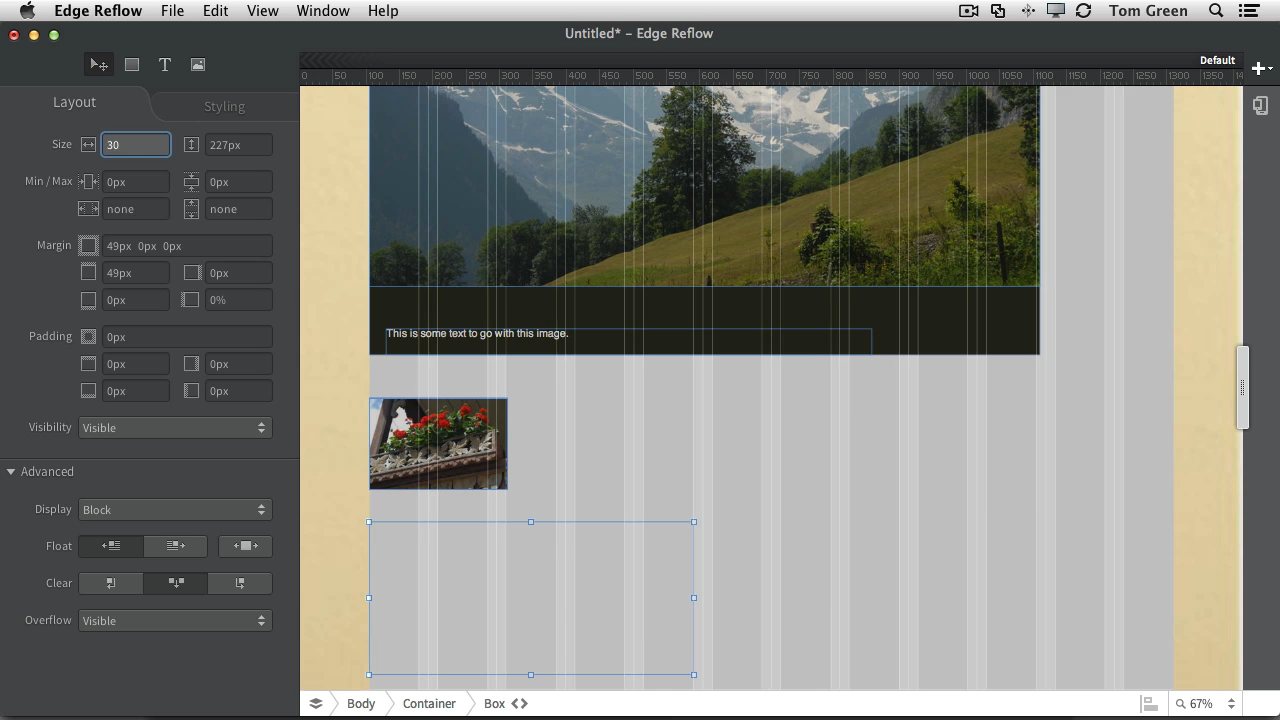 Edge Reflow File Edit View Window Help Tom Green
Untitled* – Edge Reflow
T
Default
0 50 100 150 200 250 300 350 400 450 500 550 600 650 700 750 800 850 900 950 1000 1050 1100 1150 1200 1250 1300 1350
Layout Styling
Size 30 227px
Min / Max 0px 0px
none none
Margin 49px 0px 0px
49px 0px
0px 0%
Padding 0px
0px 0px
0px 0px
Visibility Visible
Advanced
Display Block
Float
Clear
Overflow Visible
This is some text to go with this image.
Body Container Box 67%